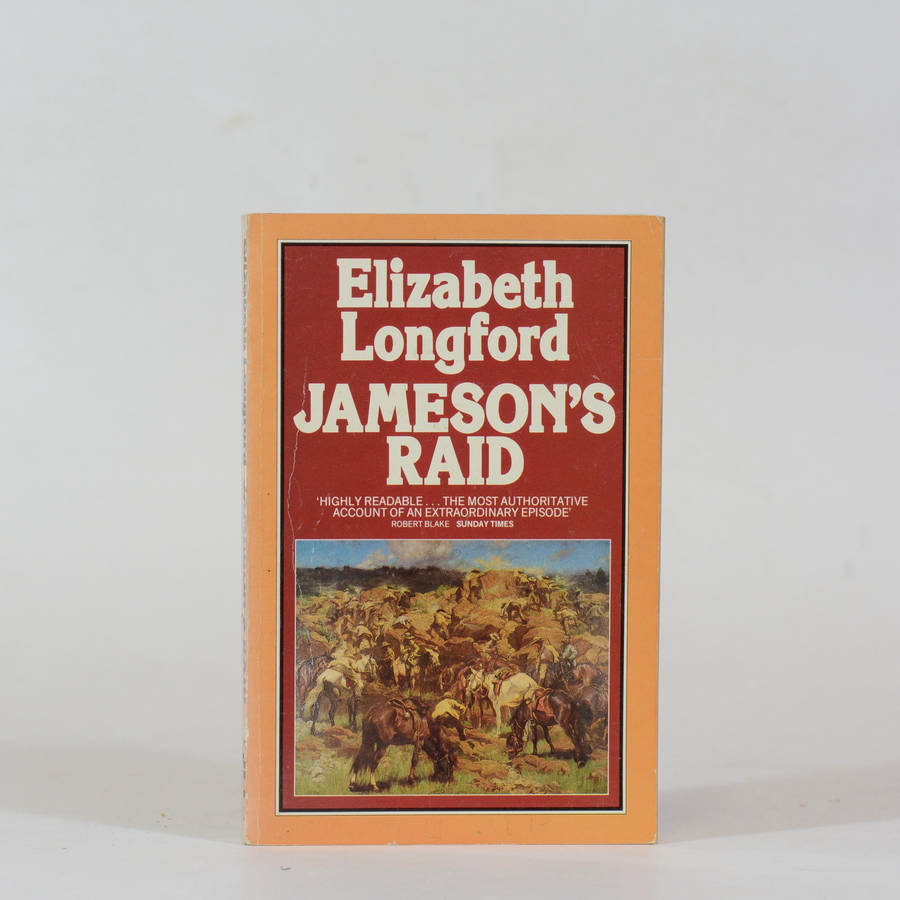 Elizabeth
Longford
JAMESON'S
RAID
'HIGHLY READABLE... THE MOST AUTHORITATIVE
ACCOUNT OF AN EXTRAORDINARY EPISODE'
ROBERT BLAKE SUNDAY TIMES